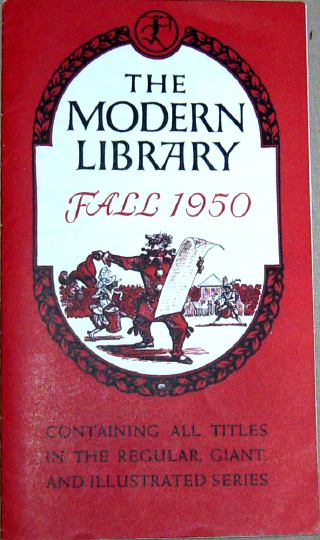 THE
MODERN
LIBRARY
FALL 1950
CONTAINING ALL TITLES
IN THE REGULAR, GIANT,
AND ILLUSTRATED SERIES